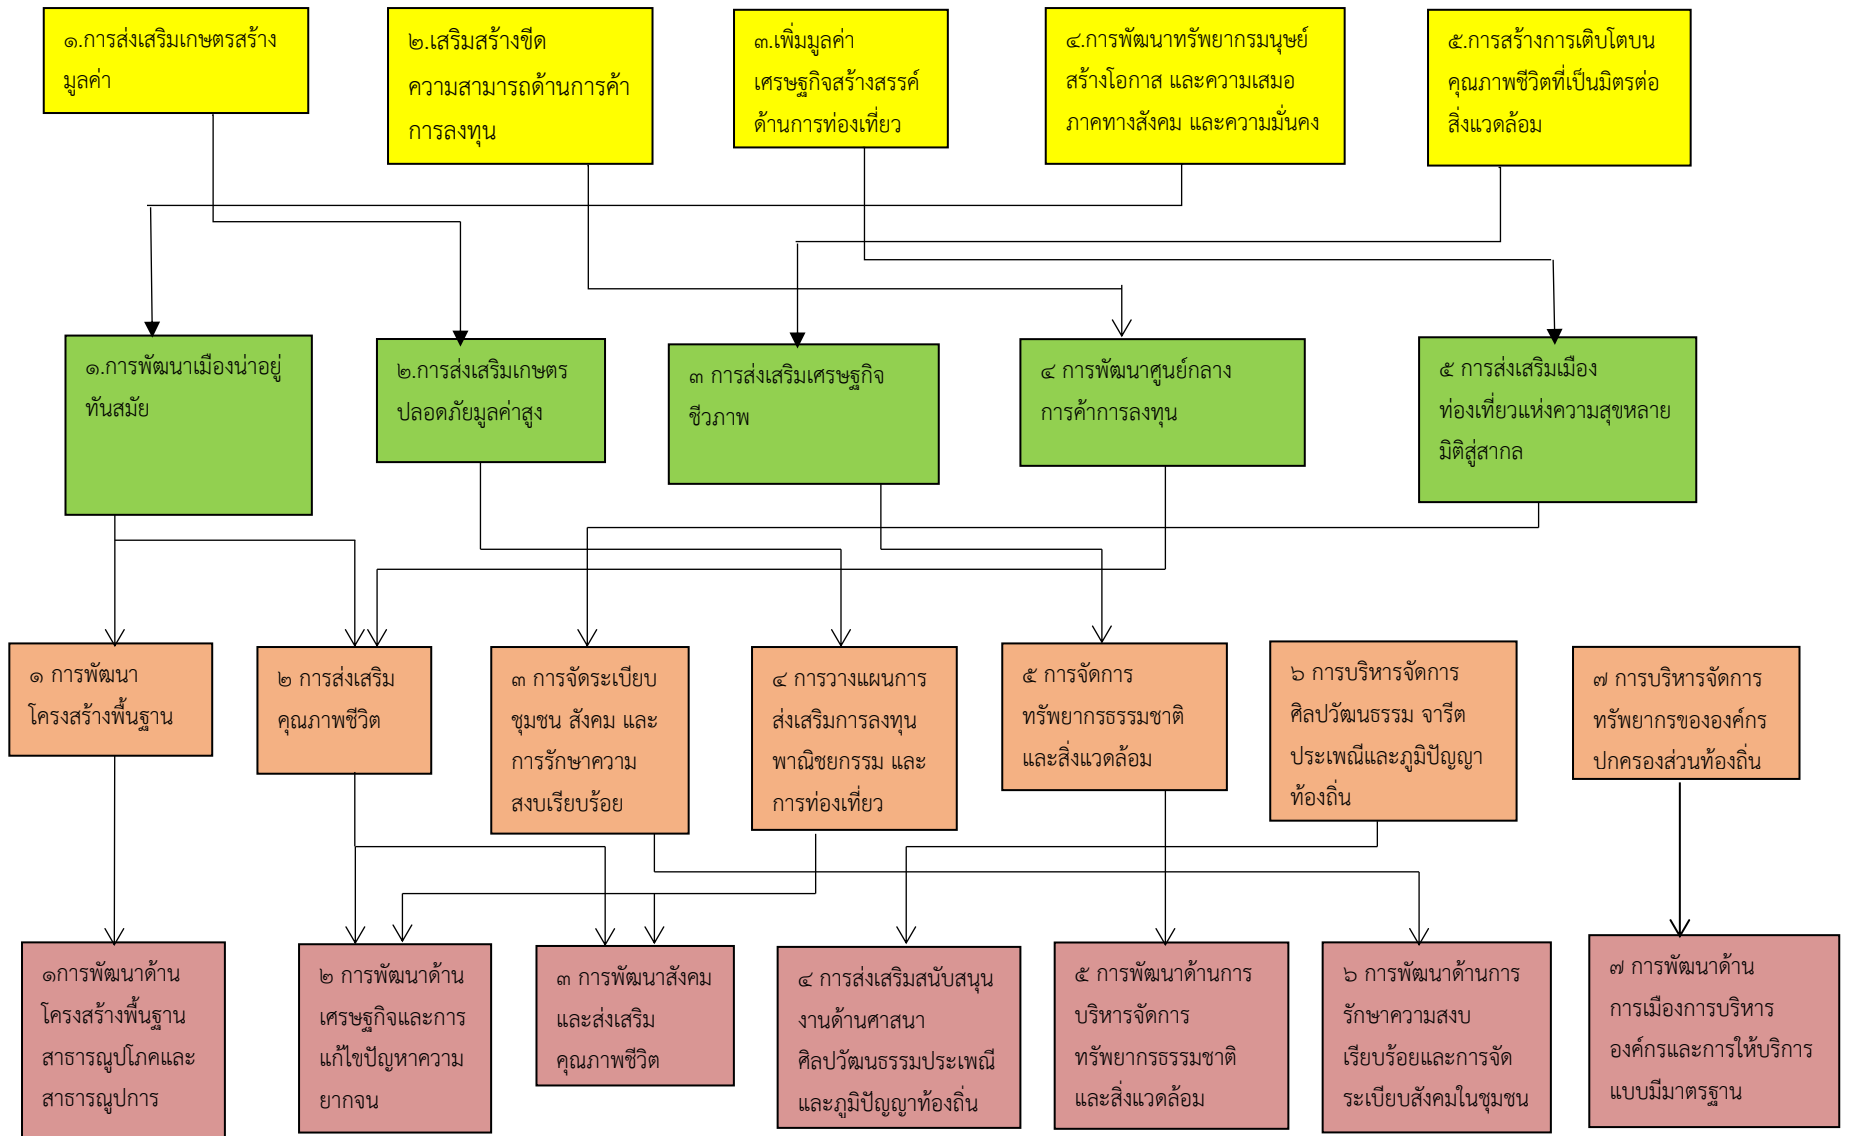 ๑.การส่งเสริมเกษตรสร้าง
มูลค่า
๒.เสริมสร้างขีด
ความสามารถด้านการค้า
การลงทุน
๓.เพิ่มมูลค่า
เศรษฐกิจสร้างสรรค์
ด้านการท่องเที่ยว
๔.การพัฒนาทรัพยากรมนุษย์
สร้างโอกาส และความเสมอ
ภาคทางสังคม และความมั่นคง
๕.การสร้างการเติบโตบน
คุณภาพชีวิตที่เป็นมิตรต่อ
สิ่งแวดล้อม
๑.การพัฒนาเมืองน่าอยู่
ทันสมัย
๒.การส่งเสริมเกษตร
ปลอดภัยมูลค่าสูง
๓ การส่งเสริมเศรษฐกิจ
ชีวภาพ
๔ การพัฒนาศูนย์กลาง
การค้าการลงทุน
๕ การส่งเสริมเมือง
ท่องเที่ยวแห่งความสุขหลาย
มิติสู่สากล
๑ การพัฒนา
โครงสร้างพื้นฐาน
๒ การส่งเสริม
คุณภาพชีวิต
๓ การจัดระเบียบ
ชุมชน สังคม และ
การรักษาความ
สงบเรียบร้อย
๔ การวางแผนการ
ส่งเสริมการลงทุน
พาณิชยกรรม และ
การท่องเที่ยว
๕ การจัดการ
ทรัพยากรธรรมชาติ
และสิ่งแวดล้อม
๖ การบริหารจัดการ
ศิลปวัฒนธรรม จารีต
ประเพณีและภูมิปัญญา
ท้องถิ่น
๗ การบริหารจัดการ
ทรัพยากรขององค์กร
ปกครองส่วนท้องถิ่น
๑การพัฒนาด้าน
โครงสร้างพื้นฐาน
สาธารณูปโภคและ
สาธารณูปการ
๒ การพัฒนาด้าน
เศรษฐกิจและการ
แก้ไขปัญหาความ
ยากจน
๓ การพัฒนาสังคม
และส่งเสริม
คุณภาพชีวิต
๔ การส่งเสริมสนับสนุน
งานด้านศาสนา
ศิลปวัฒนธรรมประเพณี
และภูมิปัญญาท้องถิ่น
๕ การพัฒนาด้านการ
บริหารจัดการ
ทรัพยากรธรรมชาติ
และสิ่งแวดล้อม
๖ การพัฒนาด้านการ
รักษาความสงบ
เรียบร้อยและการจัด
ระเบียบสังคมในชุมชน
๗ การพัฒนาด้าน
การเมืองการบริหาร
องค์กรและการให้บริการ
แบบมีมาตรฐาน